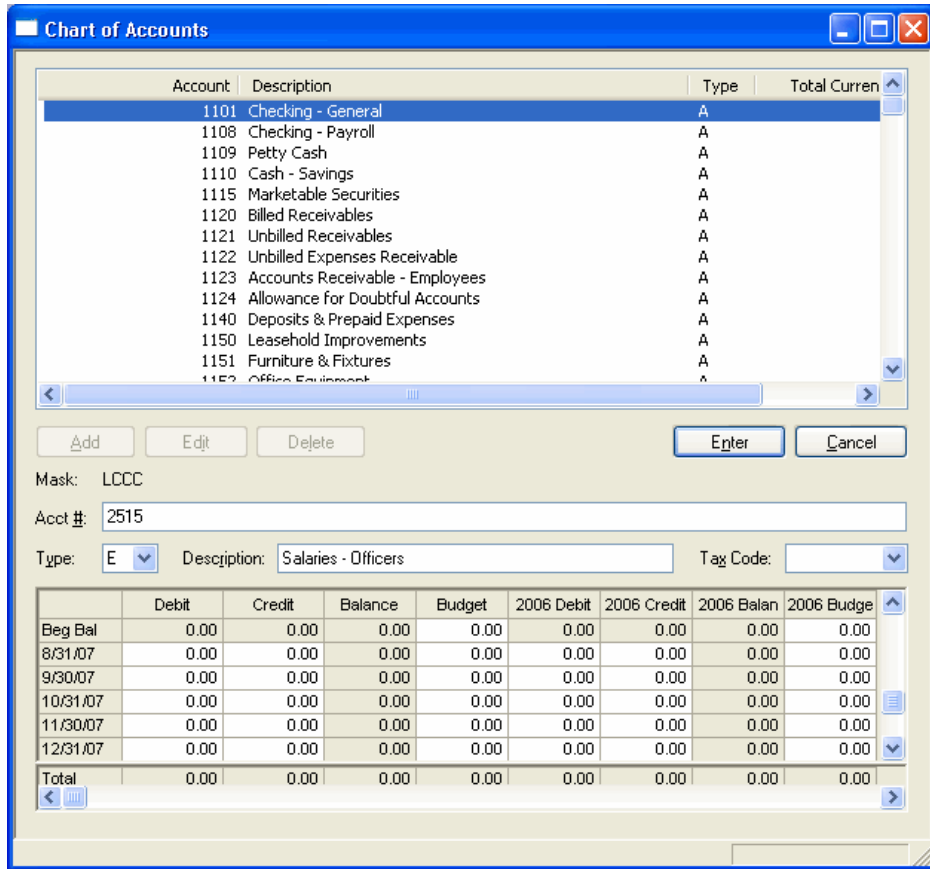 Chart of Accounts
Account Description Type Total Curren
1101 Checking - General A
1108 Checking - Payroll A
1109 Petty Cash A
1110 Cash - Savings A
1115 Marketable Securities A
1120 Billed Receivables A
1121 Unbilled Receivables A
1122 Unbilled Expenses Receivable A
1123 Accounts Receivable - Employees A
1124 Allowance for Doubtful Accounts A
1140 Deposits & Prepaid Expenses A
1150 Leasehold Improvements A
1151 Furniture & Fixtures A
1152 Office Equipment A
Add Edit Delete Enter Cancel
Mask: LCCC
Acct #: 2515
Type: E Description: Salaries - Officers Tax Code:
Debit Credit Balance Budget 2006 Debit 2006 Credit 2006 Balan 2006 Budge
Beg Bal 0.00 0.00 0.00 0.00 0.00 0.00 0.00 0.00
8/31/07 0.00 0.00 0.00 0.00 0.00 0.00 0.00 0.00
9/30/07 0.00 0.00 0.00 0.00 0.00 0.00 0.00 0.00
10/31/07 0.00 0.00 0.00 0.00 0.00 0.00 0.00 0.00
11/30/07 0.00 0.00 0.00 0.00 0.00 0.00 0.00 0.00
12/31/07 0.00 0.00 0.00 0.00 0.00 0.00 0.00 0.00
Total 0.00 0.00 0.00 0.00 0.00 0.00 0.00 0.00